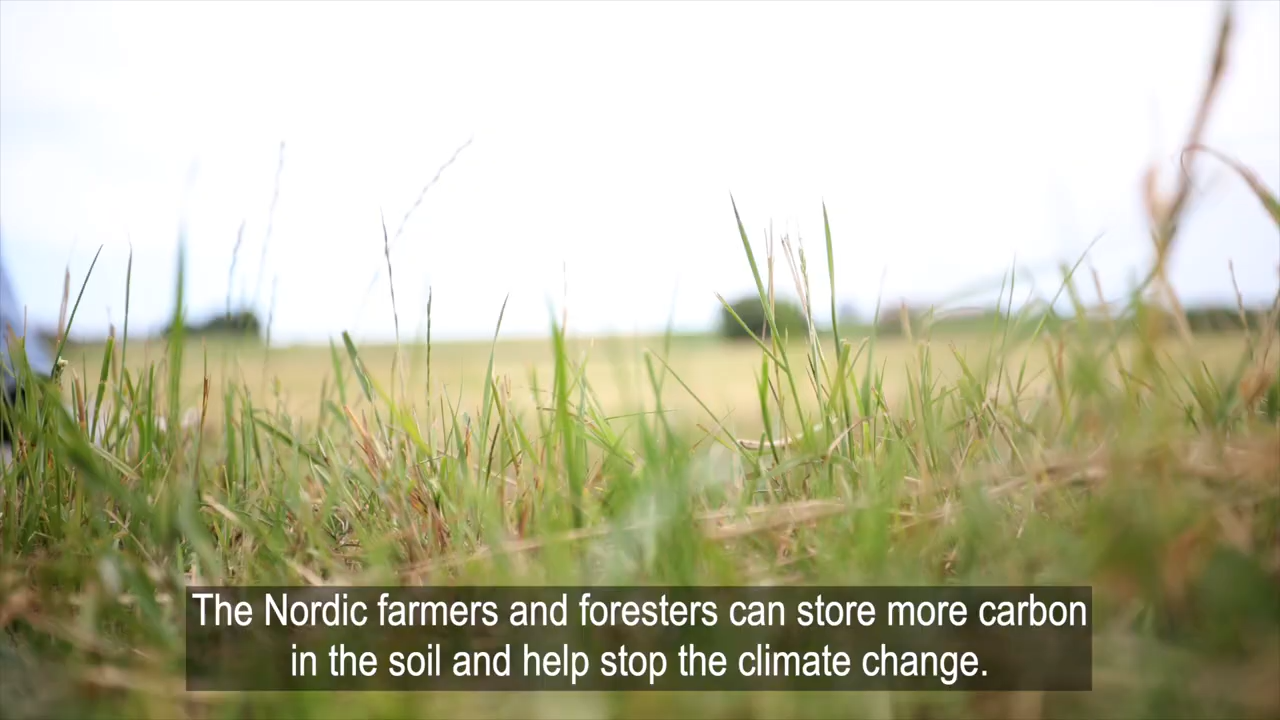 The Nordic farmers and foresters can store more carbon
in the soil and help stop the climate change.